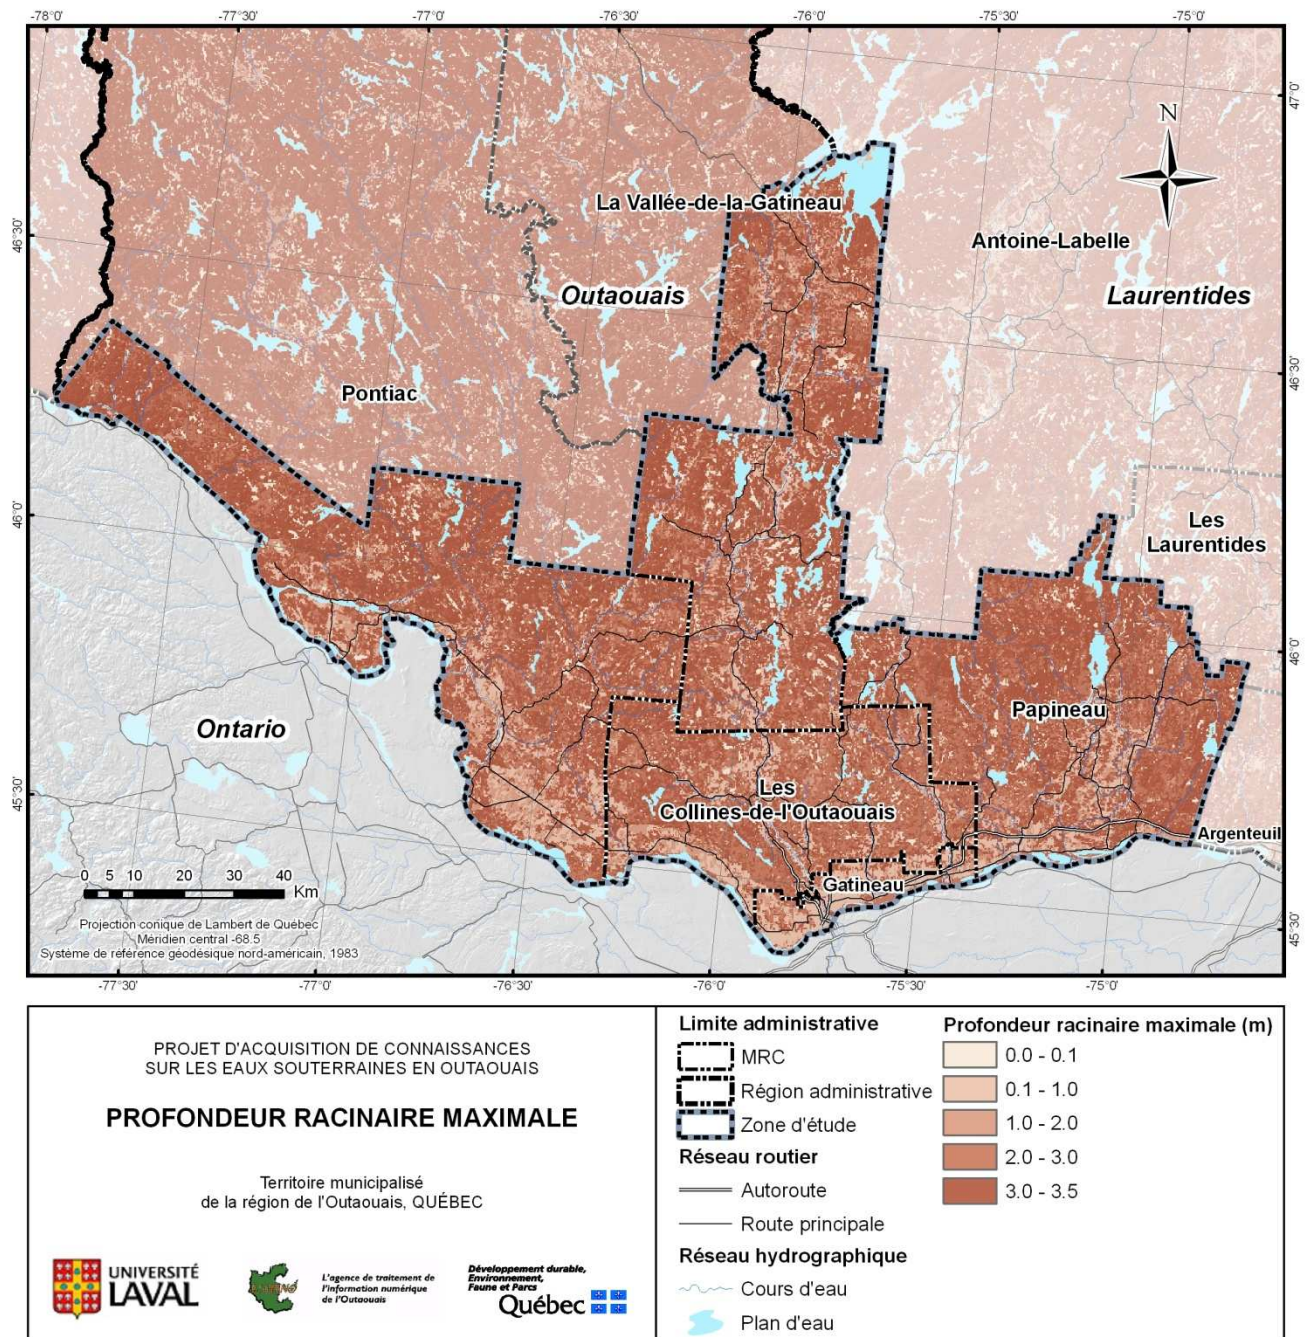 -78°0' -77°30' -77°0' -76°30' -76°0' -75°30' -75°0'
47°0'
N
La Vallée-de-la-Gatineau
Antoine-Labelle
46°30'
Outaouais
Laurentides
46°30'
Pontiac
46°0'
Les
Laurentides
46°0'
Papineau
Ontario
45°30'
Les
Collines-de-l'Outaouais
Argenteuil
Gatineau
0 5 10 20 30 40
Km
45°30'
Projection conique de Lambert de Québec
Méridien central -68.5
Système de référence géodésique nord-américain, 1983
-77°30' -77°0' -76°30' -76°0' -75°30' -75°0'
PROJET D'ACQUISITION DE CONNAISSANCES
SUR LES EAUX SOUTERRAINES EN OUTAOUAIS
PROFONDEUR RACINAIRE MAXIMALE
Territoire municipalisé
de la région de l'Outaouais, QUÉBEC
UNIVERSITÉ
LAVAL
L'agence de traitement de
l'information numérique
de l'Outaouais
Développement durable,
Environnement,
Faune et Parcs
Québec
Limite administrative
MRC
Région administrative
Zone d'étude
Réseau routier
Autoroute
Route principale
Réseau hydrographique
Cours d'eau
Plan d'eau
Profondeur racinaire maximale (m)
0.0 - 0.1
0.1 - 1.0
1.0 - 2.0
2.0 - 3.0
3.0 - 3.5